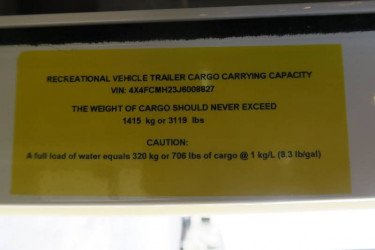 RECREATIONAL VEHICLE TRAILER CARGO CARRYING CAPACITY
VIN: 4X4FCMH23J6008827
THE WEIGHT OF CARGO SHOULD NEVER EXCEED
1415 kg or 3119 lbs
CAUTION:
A full load of water equals 320 kg or 706 lbs of cargo @ 1 kg/L (8.3 lb/gal)